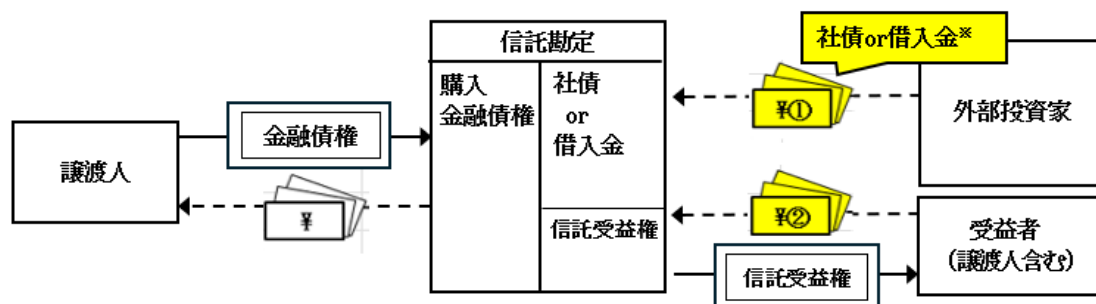 社債or借入金※
信託勘定
購入
金融債権
社債
or
借入金
¥①
外部投資家
金融債権
譲渡人
¥
¥②
信託受益権
受益者
(譲渡人含む)
信託受益権